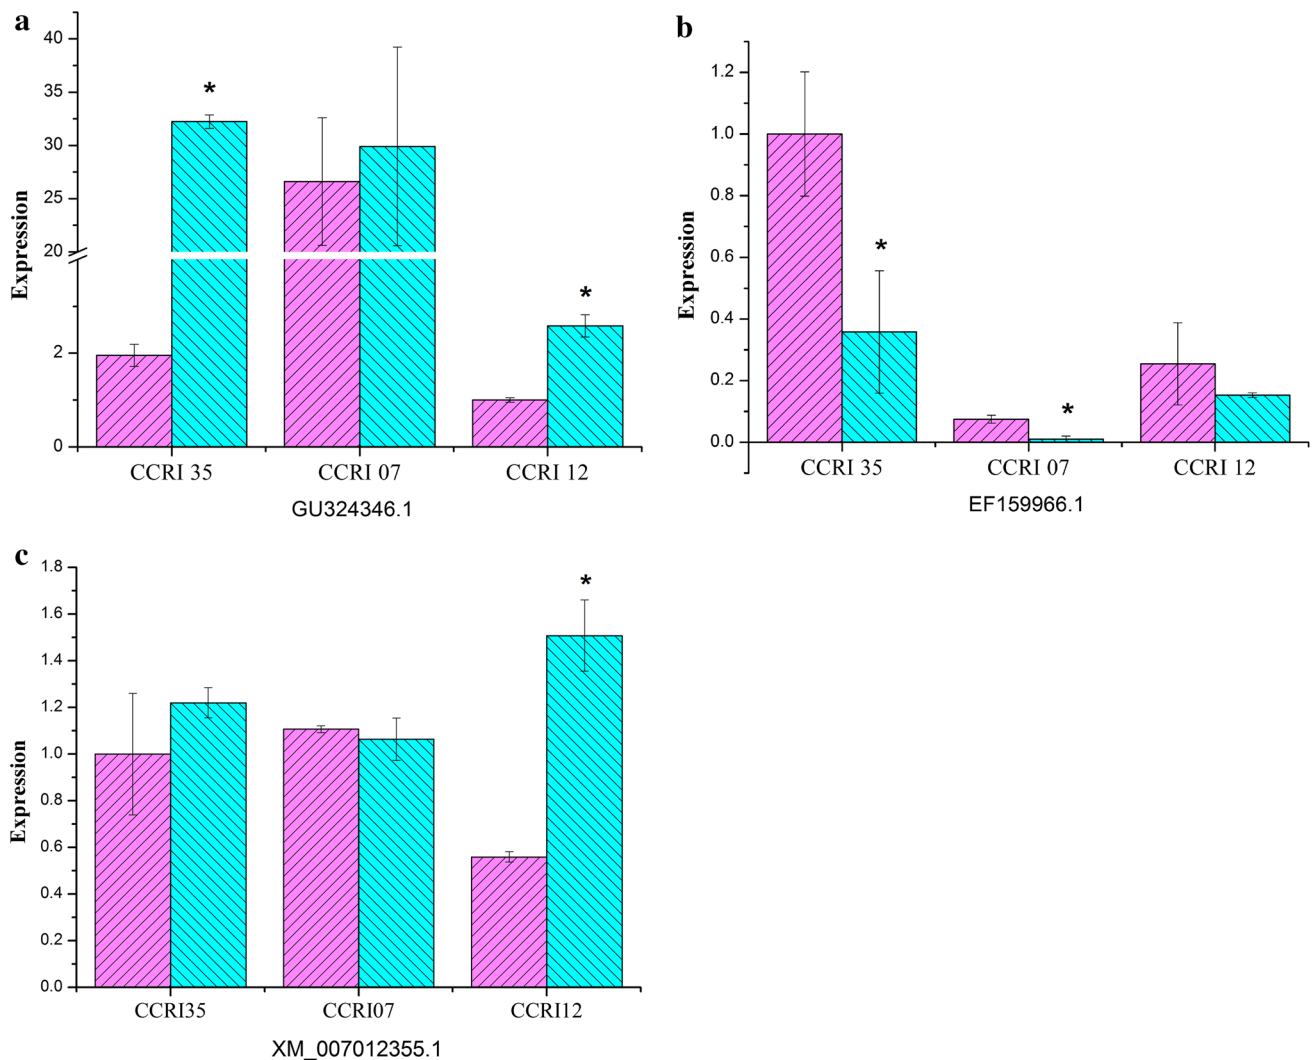 a
40
35
30
25
20
2
0
Expression
*
*
CCRI 35
CCRI 07
CCRI 12
GU324346.1
b
1.2
1.0
0.8
0.6
0.4
0.2
0.0
Expression
*
*
CCRI 35
CCRI 07
CCRI 12
EF159966.1
c
1.8
1.6
1.4
1.2
1.0
0.8
0.6
0.4
0.2
0.0
Expression
*
CCRI35
CCRI07
CCRI12
XM_007012355.1